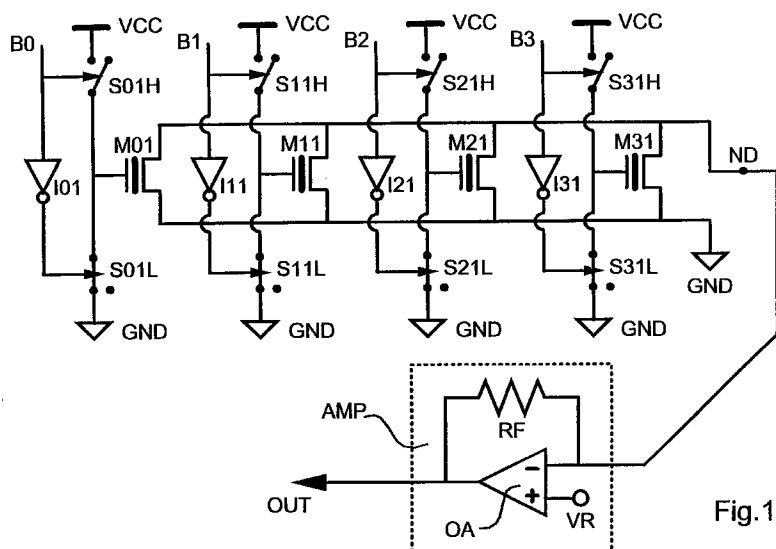 VCC VCC VCC VCC
B0 B1 B2 B3
S01H S11H S21H S31H
M01 M11 M21 M31
ND
I01 I11 I21 I31
S01L S11L S21L S31L
GND
GND GND GND GND
AMP
RF
-
+
OUT
OA
VR
Fig.1